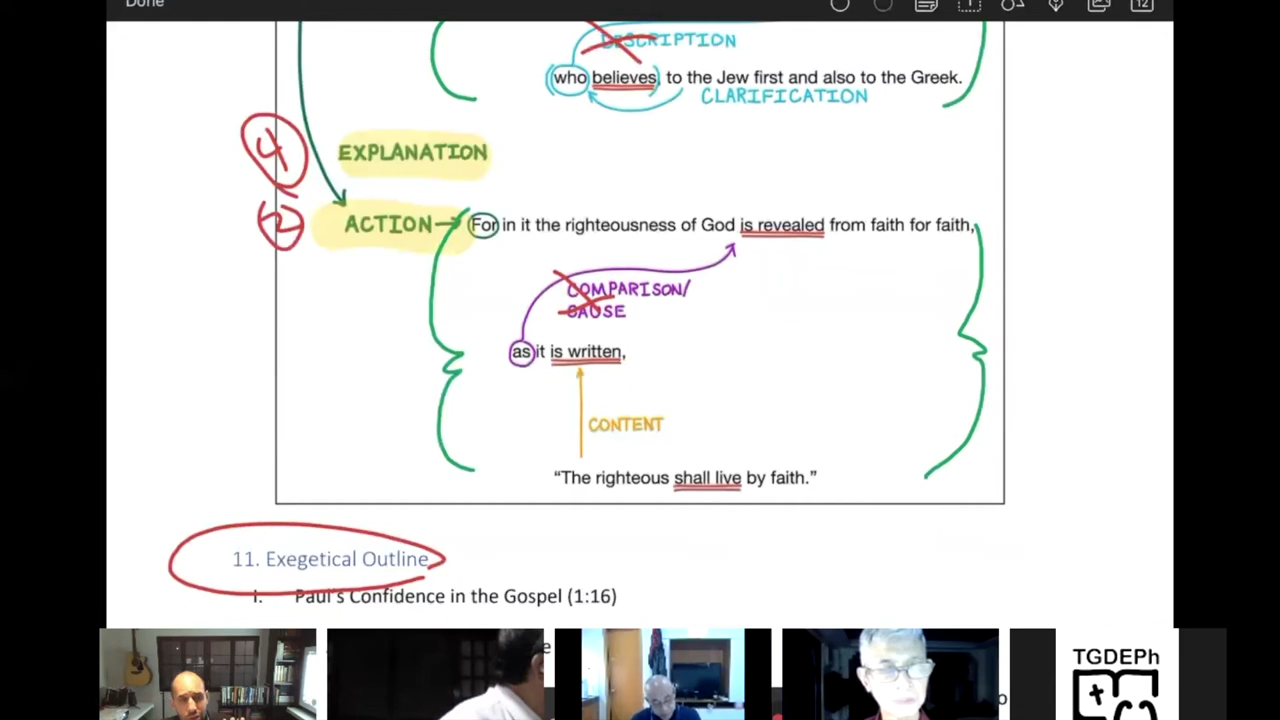 Done
12
DESCRIPTION
(who believes, to the Jew first and also to the Greek.
CLARIFICATION
4
EXPLANATION
2
ACTION → For in it the righteousness of God is revealed from faith for faith,
COMPARISON/
CAUSE
as it is written,
CONTENT
“The righteous shall live by faith.”
11. Exegetical Outline
I. Paul's Confidence in the Gospel (1:16)
TGDEPh